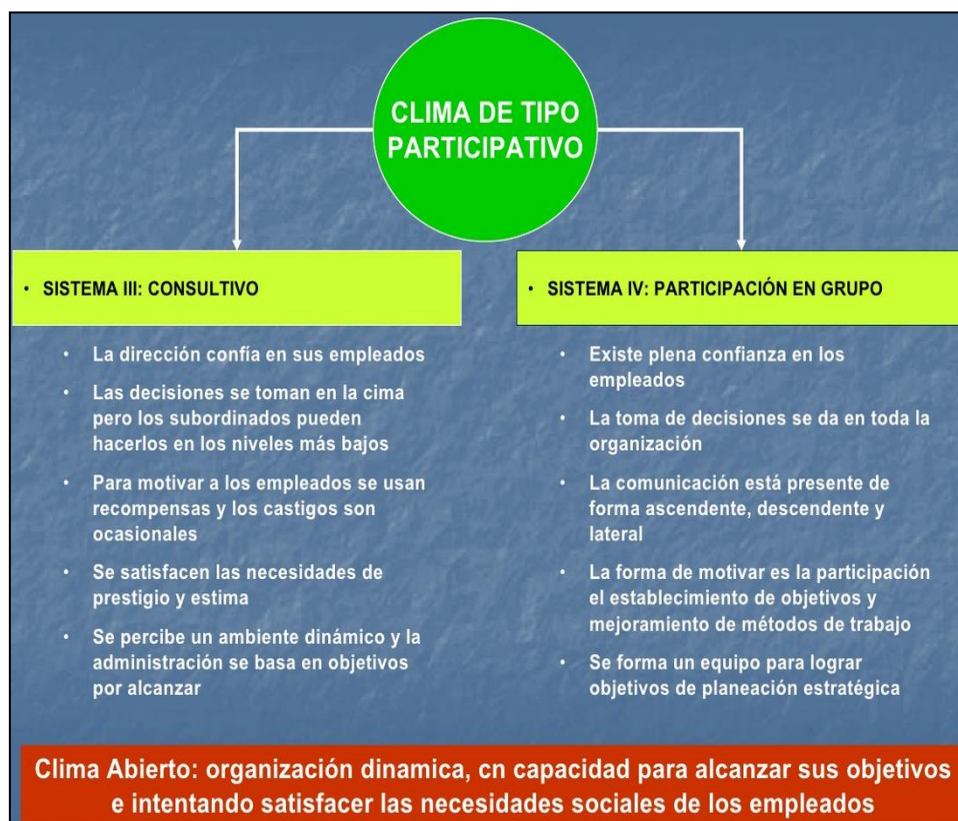 CLIMA DE TIPO
PARTICIPATIVO
• SISTEMA III: CONSULTIVO
• La dirección confía en sus empleados
• Las decisiones se toman en la cima
pero los subordinados pueden
hacerlos en los niveles más bajos
• Para motivar a los empleados se usan
recompensas y los castigos son
ocasionales
• Se satisfacen las necesidades de
prestigio y estima
• Se percibe un ambiente dinámico y la
administración se basa en objetivos
por alcanzar
• SISTEMA IV: PARTICIPACIÓN EN GRUPO
• Existe plena confianza en los
empleados
• La toma de decisiones se da en toda la
organización
• La comunicación está presente de
forma ascendente, descendente y
lateral
• La forma de motivar es la participación
el establecimiento de objetivos y
mejoramiento de métodos de trabajo
• Se forma un equipo para lograr
objetivos de planeación estratégica
Clima Abierto: organización dinamica, cn capacidad para alcanzar sus objetivos
e intentando satisfacer las necesidades sociales de los empleados